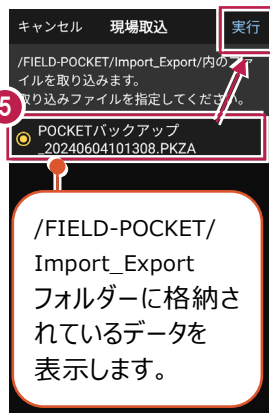 キャンセル 現場取込 実行
/FIELD-POCKET/Import_Export/内のファ
イルを取り込みます。
取り込みファイルを指定してください。
5
POCKETバックアップ
_20240604101308.PKZA
/FIELD-POCKET/
Import_Export
フォルダーに格納さ
れているデータを
表示します。